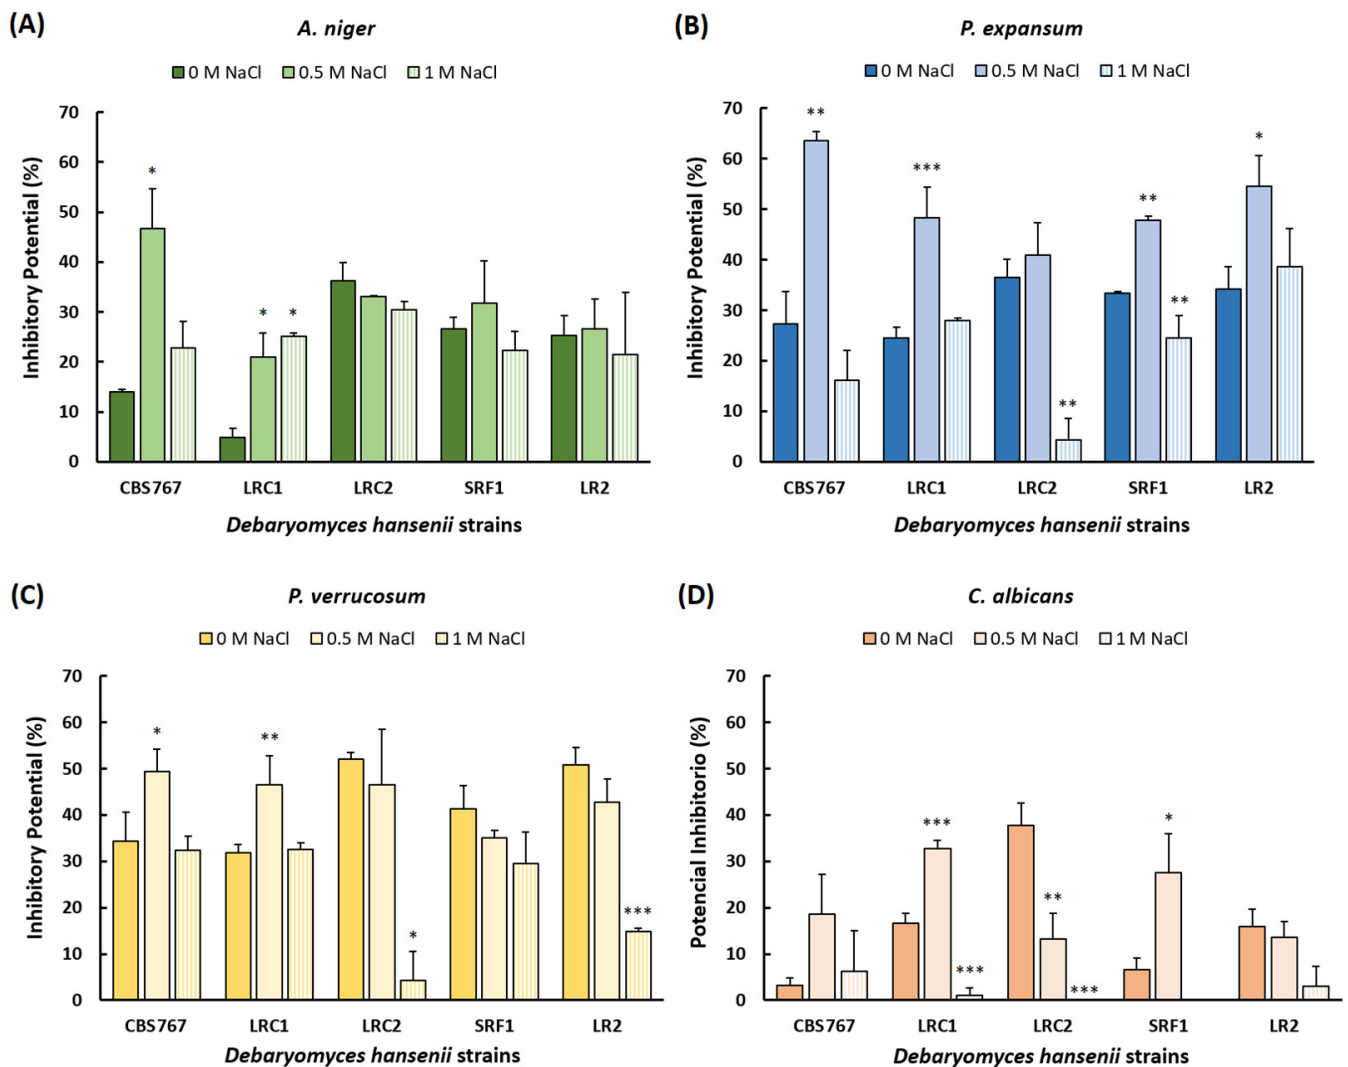 (A)
A. niger
0 M NaCl 0.5 M NaCl 1 M NaCl
Inhibitory Potential (%)
70
60
50
40
30
20
10
0
*
* *
CBS767 LRC1 LRC2 SRF1 LR2
Debaryomyces hansenii strains
(B)
P. expansum
0 M NaCl 0.5 M NaCl 1 M NaCl
Inhibitory Potential (%)
70
60
50
40
30
20
10
0
**
***
**
**
**
*
CBS767 LRC1 LRC2 SRF1 LR2
Debaryomyces hansenii strains
(C)
P. verrucosum
0 M NaCl 0.5 M NaCl 1 M NaCl
Inhibitory Potential (%)
70
60
50
40
30
20
10
0
*
**
*
***
CBS767 LRC1 LRC2 SRF1 LR2
Debaryomyces hansenii strains
(D)
C. albicans
0 M NaCl 0.5 M NaCl 1 M NaCl
Potencial Inhibitorio (%)
70
60
50
40
30
20
10
0
***
***
**
***
*
CBS767 LRC1 LRC2 SRF1 LR2
Debaryomyces hansenii strains